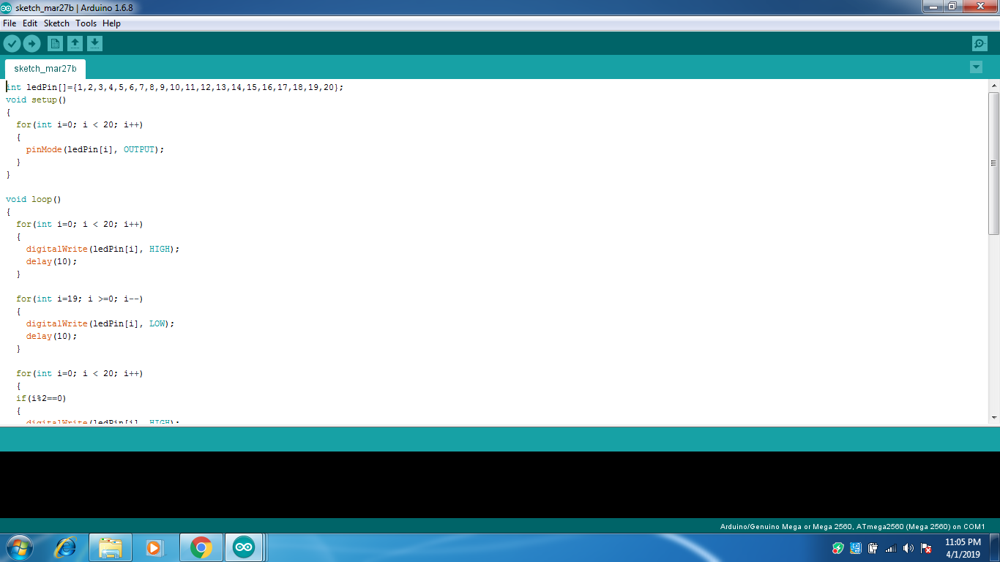 sketch_mar27b | Arduino 1.6.8
File Edit Sketch Tools Help
sketch_mar27b
int ledPin[]={1,2,3,4,5,6,7,8,9,10,11,12,13,14,15,16,17,18,19,20};
void setup()
{
for(int i=0; i < 20; i++)
{
pinMode(ledPin[i], OUTPUT);
}
}
void loop()
{
for(int i=0; i < 20; i++)
{
digitalWrite(ledPin[i], HIGH);
delay(10);
}
for(int i=19; i >=0; i--)
{
digitalWrite(ledPin[i], LOW);
delay(10);
}
for(int i=0; i < 20; i++)
{
if(i%2==0)
{
digitalWrite(ledPin[i], HIGH);
Arduino/Genuino Mega or Mega 2560, ATmega2560 (Mega 2560) on COM1
11:05 PM
4/1/2019